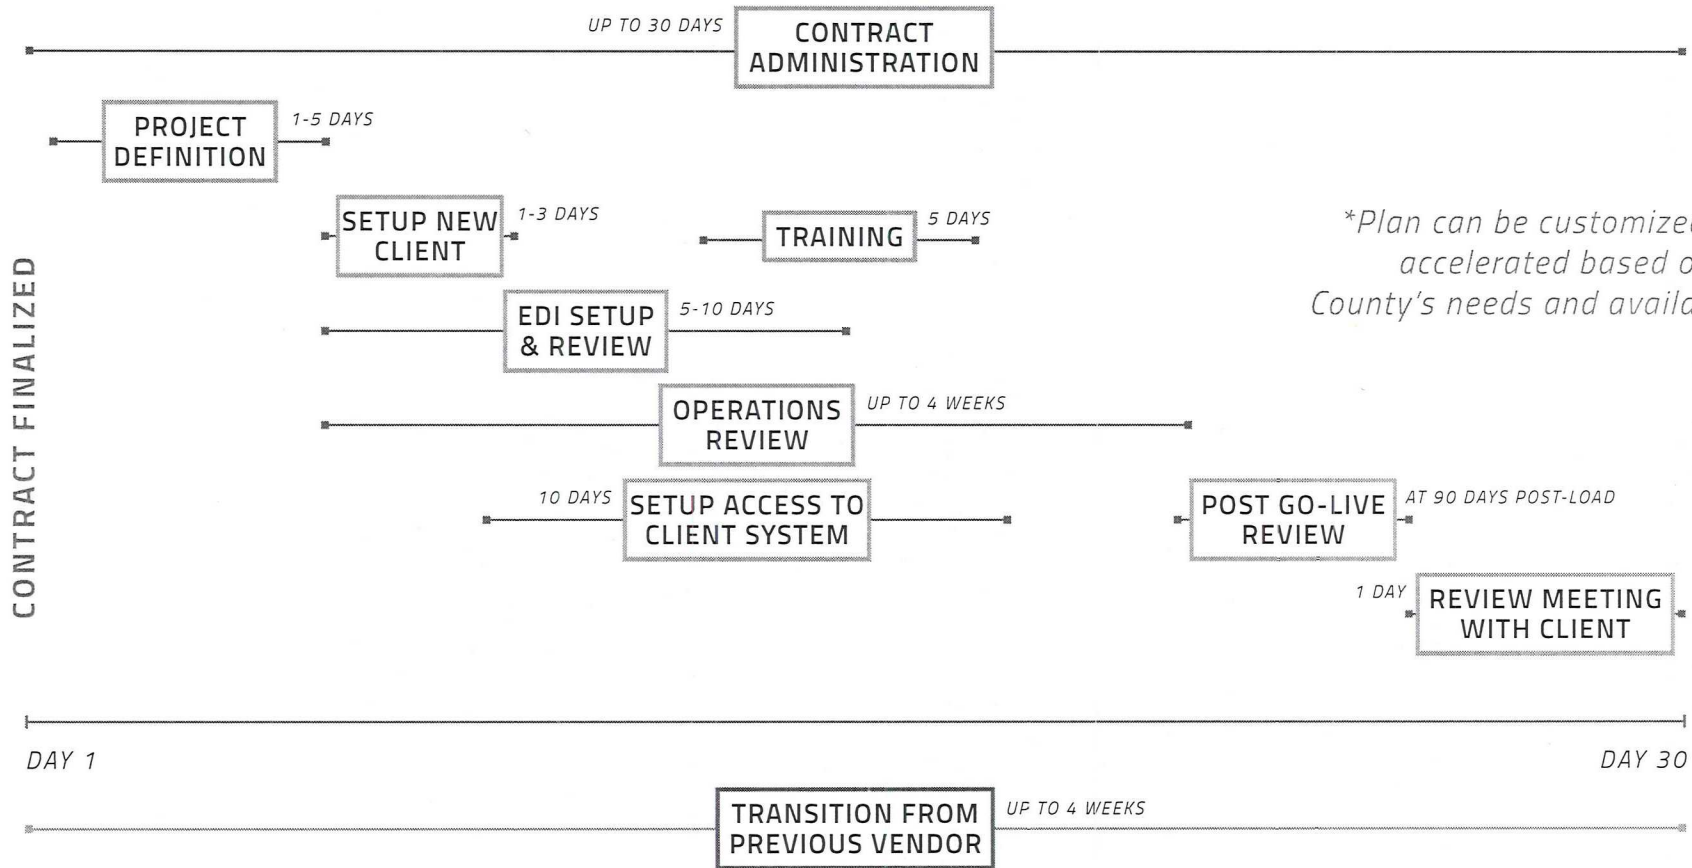 UP TO 30 DAYS
CONTRACT
ADMINISTRATION
PROJECT
DEFINITION
1-5 DAYS
SETUP NEW
CLIENT
1-3 DAYS
TRAINING
5 DAYS
*Plan can be customized
accelerated based o
County's needs and availa
EDI SETUP
& REVIEW
5-10 DAYS
CONTRACT FINALIZED
OPERATIONS
REVIEW
UP TO 4 WEEKS
10 DAYS
SETUP ACCESS TO
CLIENT SYSTEM
POST GO-LIVE
REVIEW
AT 90 DAYS POST-LOAD
1 DAY
REVIEW MEETING
WITH CLIENT
DAY 1
DAY 30
TRANSITION FROM
PREVIOUS VENDOR
UP TO 4 WEEKS